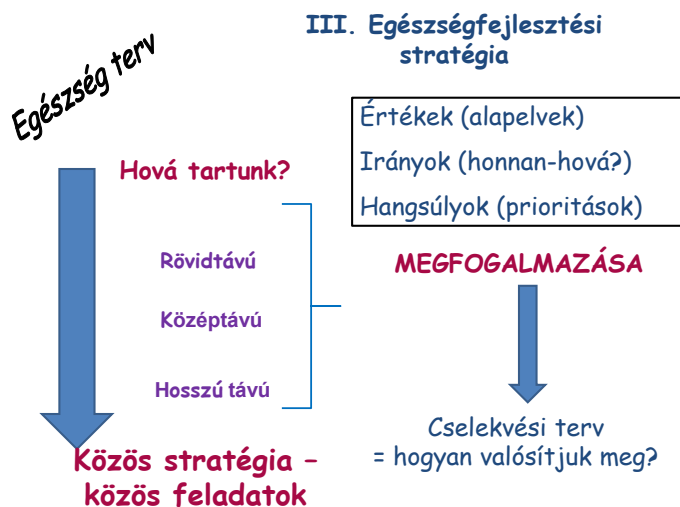 III. Egészségfejlesztési
stratégia
Egészség terv
Értékek (alapelvek)
Irányok (honnan-hová?)
Hangsúlyok (prioritások)
Hová tartunk?
Rövidtávú
Középtávú
Hosszú távú
MEGFOGALMAZÁSA
Cselekvési terv
= hogyan valósítjuk meg?
Közös stratégia –
közös feladatok